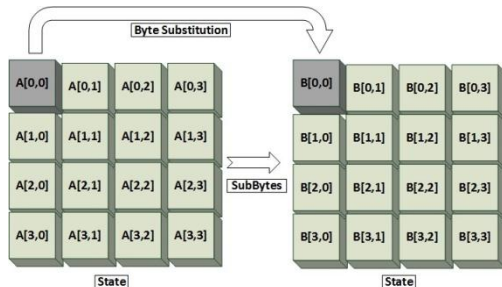 Byte Substitution
A[0,0] A[0,1] A[0,2] A[0,3] B[0,0] B[0,1] B[0,2] B[0,3]
A[1,0] A[1,1] A[1,2] A[1,3] B[1,0] B[1,1] B[1,2] B[1,3]
A[2,0] A[2,1] A[2,2] A[2,3] B[2,0] B[2,1] B[2,2] B[2,3]
SubBytes
A[3,0] A[3,1] A[3,2] A[3,3] B[3,0] B[3,1] B[3,2] B[3,3]
State State